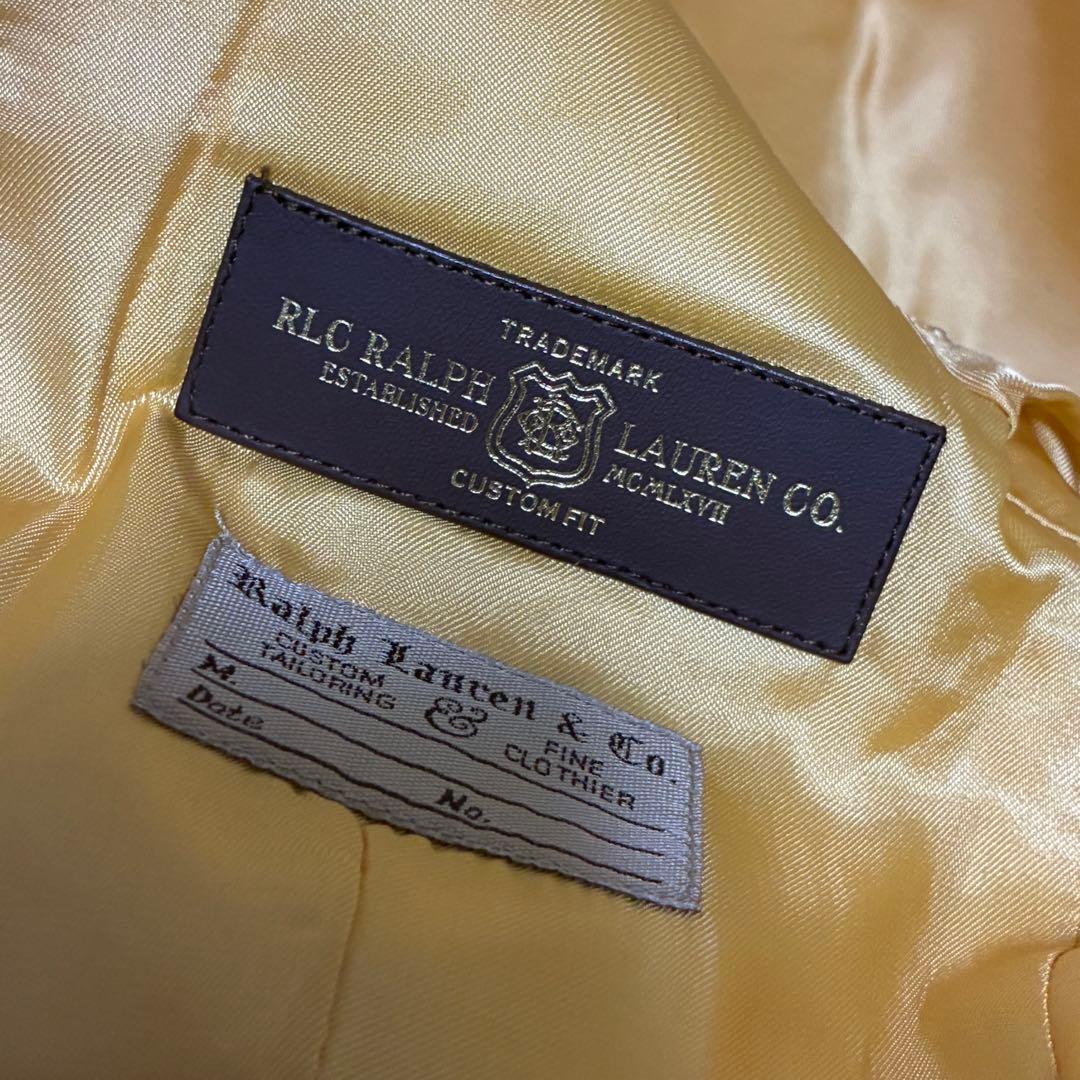 TRADEMARK
RLC RALPH LAUREN CO.
ESTABLISHED MCMLXVII
CUSTOM FIT
Ralph Lauren & Co.
CUSTOM TAILORING & FINE CLOTHIER
M.
Date No.